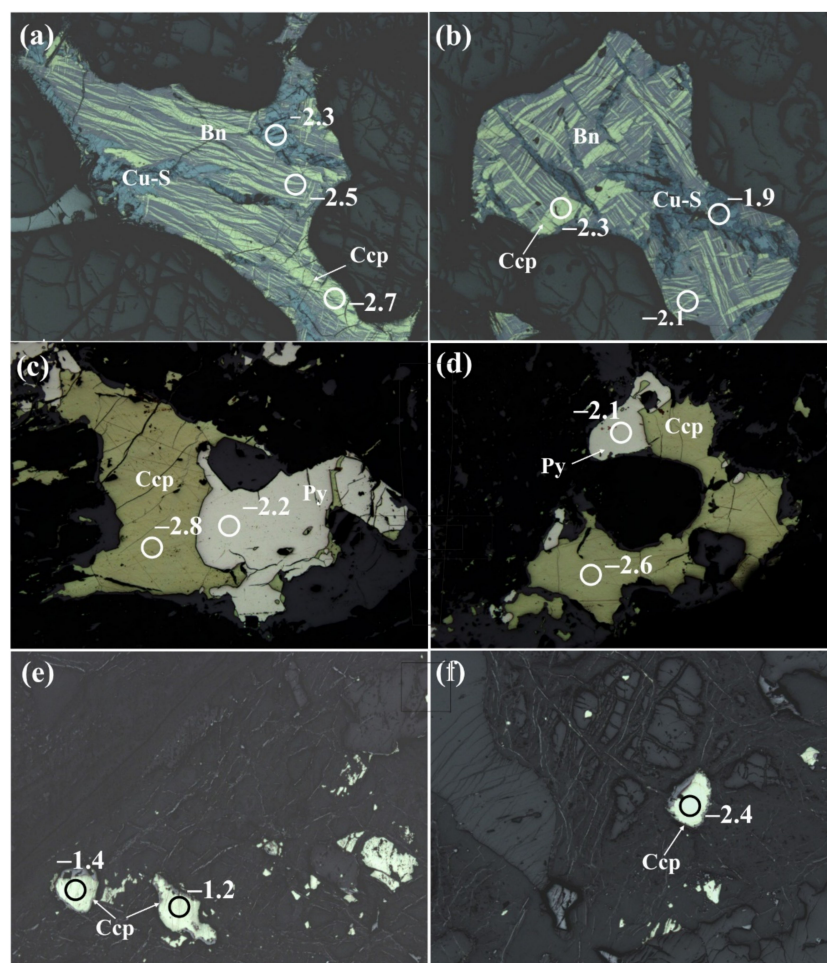 (a)
Bn
−2.3
Cu-S
−2.5
Ccp
−2.7
(b)
Bn
Cu-S
−1.9
−2.3
Ccp
−2.1
(c)
Ccp
Py
−2.2
−2.8
(d)
−2.1
Ccp
Py
−2.6
(e)
−1.4
−1.2
Ccp
(f)
−2.4
Ccp